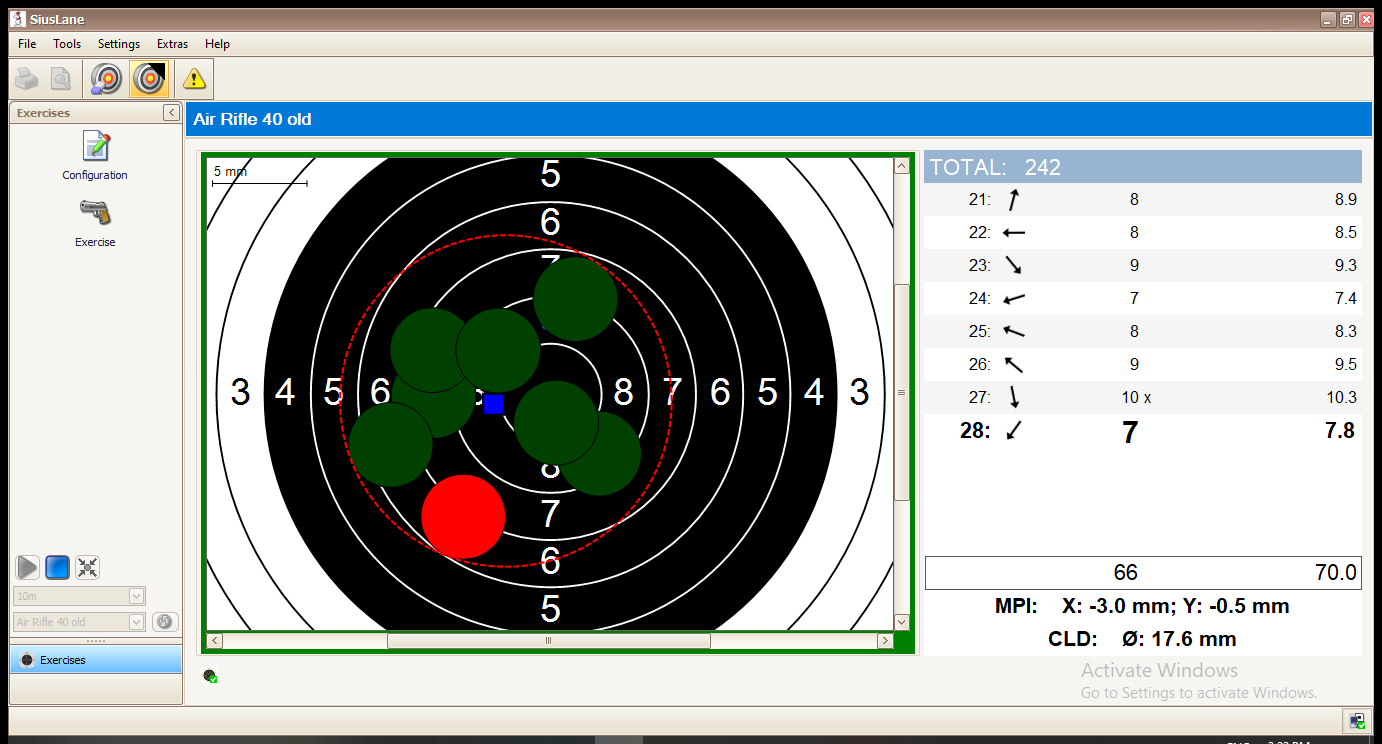 SiusLane
File Tools Settings Extras Help
Exercises
Configuration
Exercise
10m
Air Rifle 40 old
Exercises
Air Rifle 40 old
5 mm
5
6
7
3 4 5 6 8 7 6 5 4 3
8
7
6
5
TOTAL: 242
21: 8 8.9
22: 8 8.5
23: 9 9.3
24: 7 7.4
25: 8 8.3
26: 9 9.5
27: 10 x 10.3
28: 7 7.8
66 70.0
MPI: X: -3.0 mm; Y: -0.5 mm
CLD: Ø: 17.6 mm
Activate Windows
Go to Settings to activate Windows.